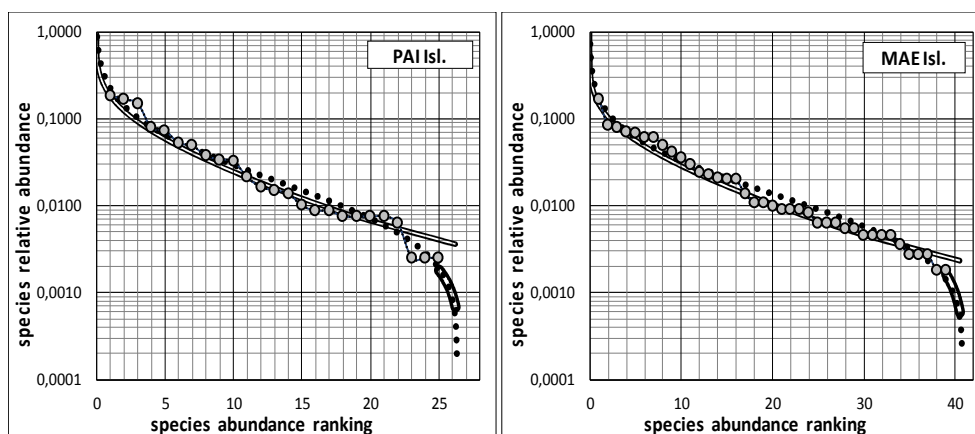 PAI Isl.
species relative abundance
1,0000
0,1000
0,0100
0,0010
0,0001
0 5 10 15 20 25
species abundance ranking
MAE Isl.
species relative abundance
1,0000
0,1000
0,0100
0,0010
0,0001
0 10 20 30 40
species abundance ranking